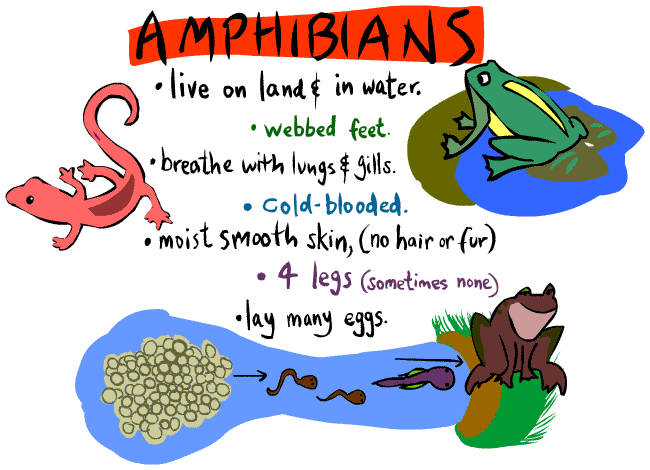 AMPHIBIANS
• live on land & in water.
• webbed feet.
• breathe with lungs & gills.
• cold-blooded.
• moist smooth skin, (no hair or fur)
• 4 legs (sometimes none)
• lay many eggs.